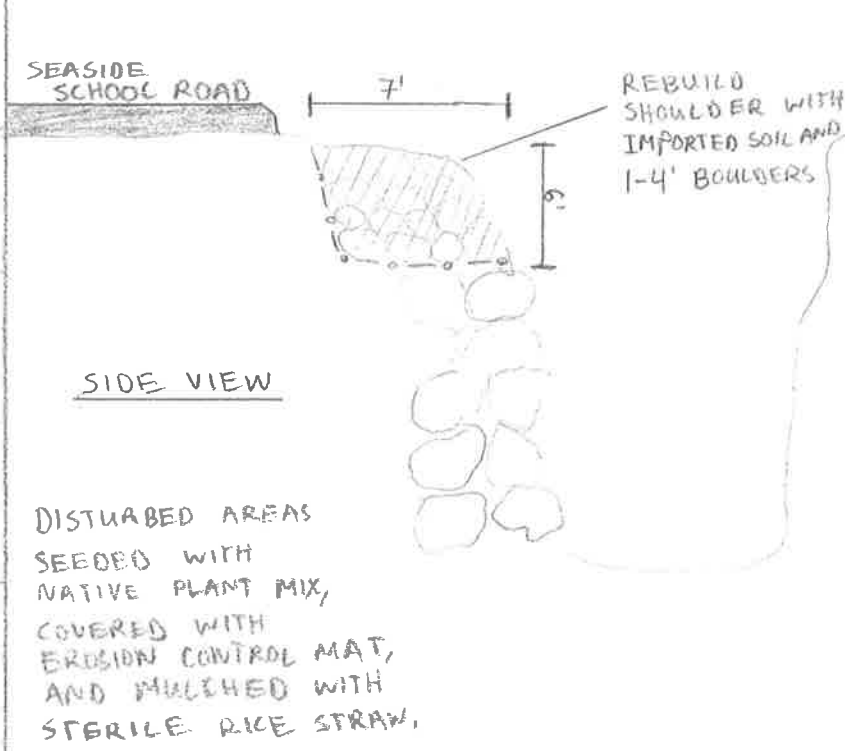 SEASIDE
SCHOOL ROAD
7'
REBUILD
SHOULDER WITH
IMPORTED SOIL AND
1-4' BOULDERS
6'
SIDE VIEW
DISTURBED AREAS
SEEDED WITH
NATIVE PLANT MIX,
COVERED WITH
EROSION CONTROL MAT,
AND MULCHED WITH
STERILE RICE STRAW.